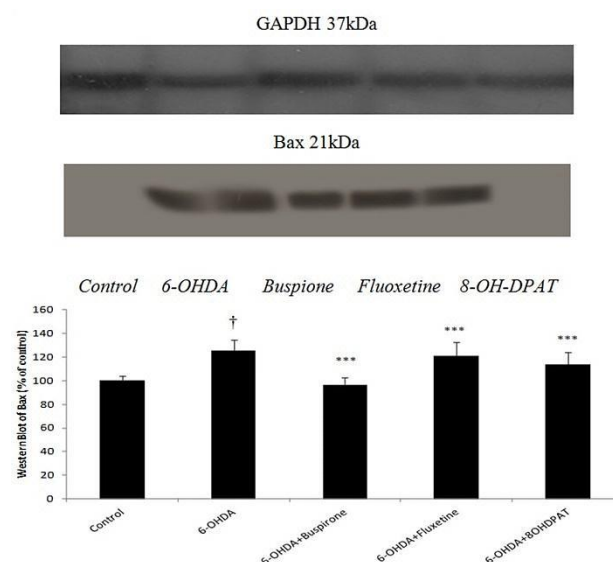 GAPDH 37kDa
Bax 21kDa
Control 6-OHDA Buspione Fluoxetine 8-OH-DPAT
Western Blot of Bax (% of control)
160
140
120
100
80
60
40
20
0
†
***
***
***
Control
6-OHDA
6-OHDA+Buspirone
6-OHDA+Fluxetine
6-OHDA+8OHDPAT